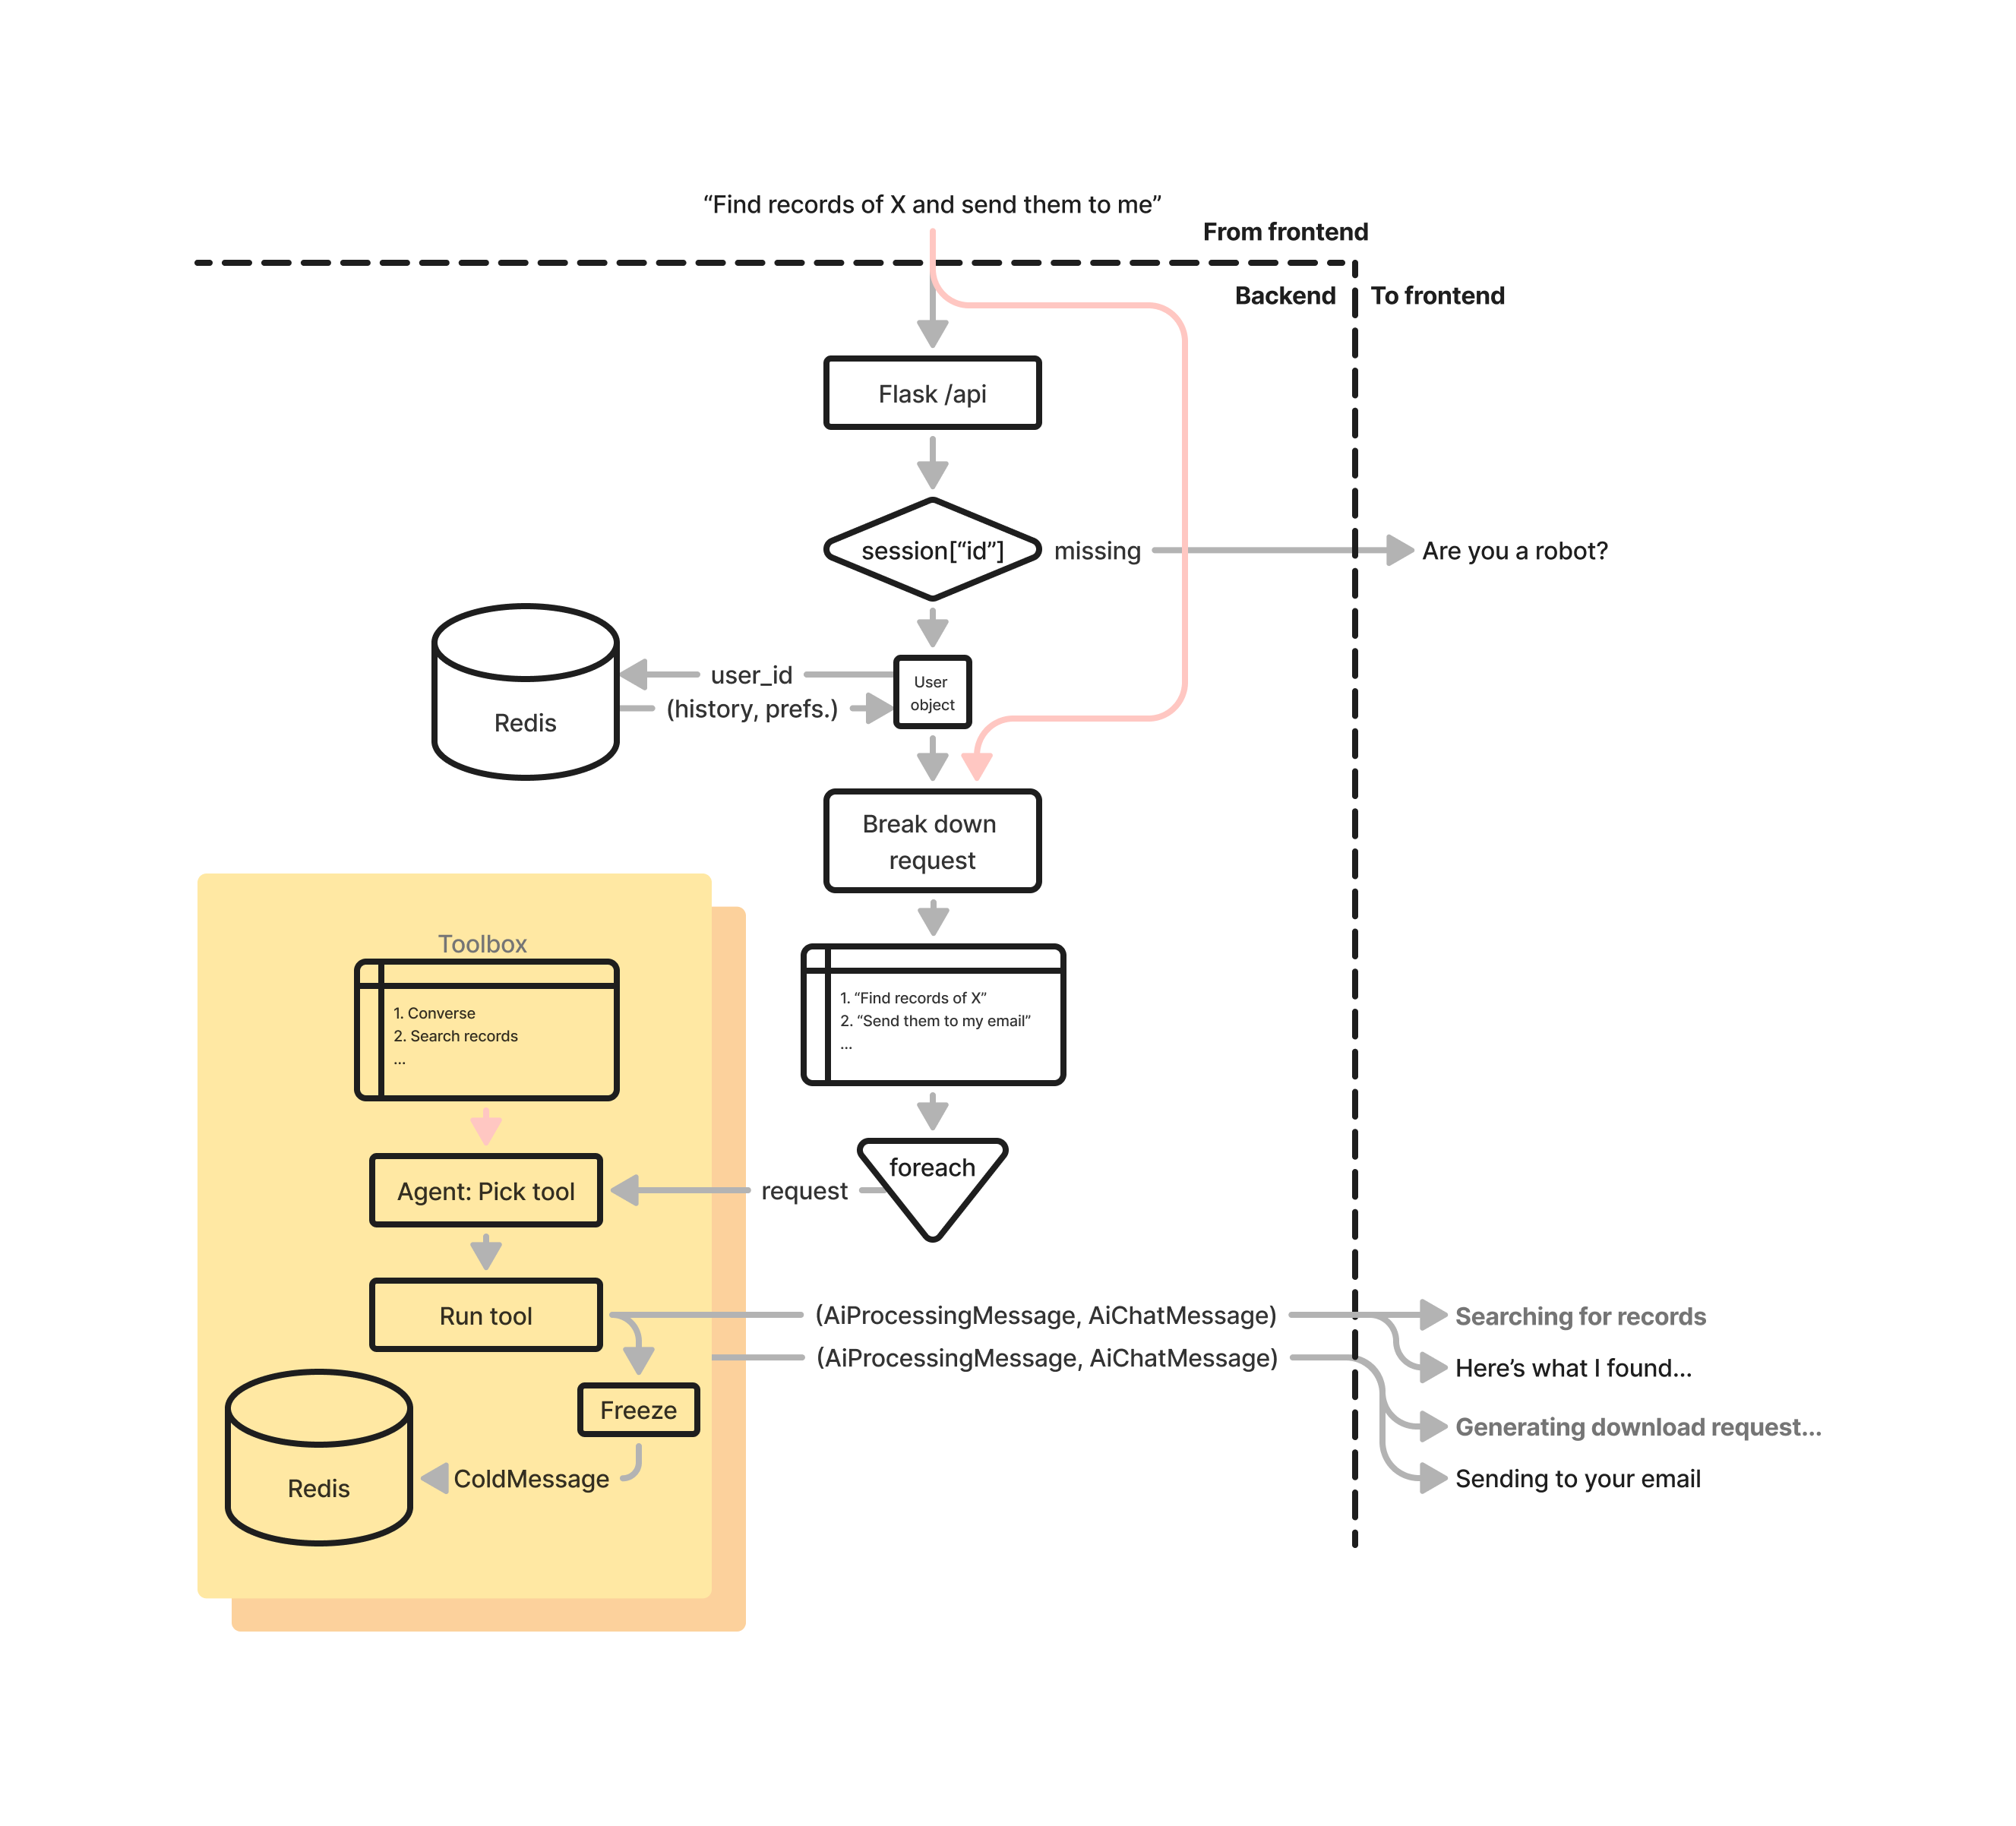 “Find records of X and send them to me”
From frontend
Backend
To frontend
Flask /api
session[“id”]
missing
Are you a robot?
user_id
(history, prefs.)
Redis
User
object
Break down
request
Toolbox
1. Converse
2. Search records
...
1. “Find records of X”
2. “Send them to my email”
...
foreach
request
Agent: Pick tool
Run tool
(AiProcessingMessage, AiChatMessage)
(AiProcessingMessage, AiChatMessage)
Searching for records
Here’s what I found...
Generating download request...
Sending to your email
Freeze
ColdMessage
Redis